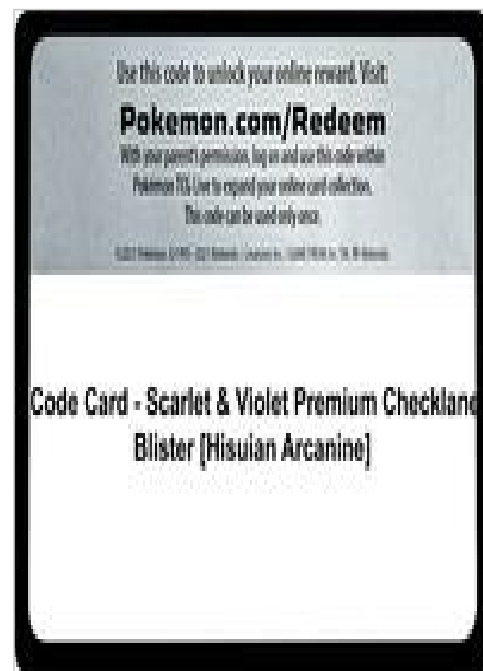 Use this code to unlock your online reward. Visit
Pokemon.com/Redeem
With your parent's permission, log on and use this code within
Pokémon TCG Live to expand your online card collection.
This code can be used only once.
Code Card - Scarlet & Violet Premium Checkland
Blister [Hisuian Arcanine]